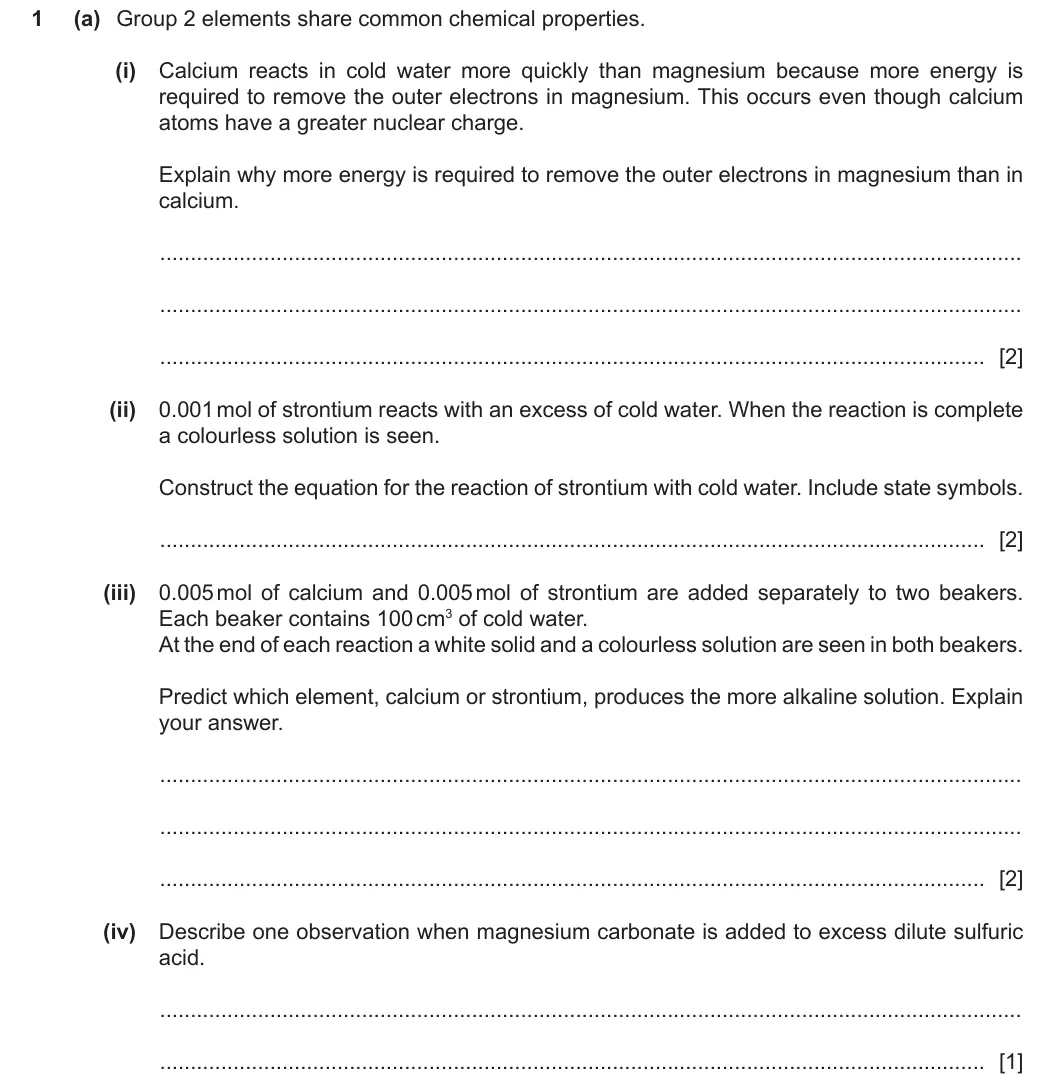 1 (a) Group 2 elements share common chemical properties.
(i) Calcium reacts in cold water more quickly than magnesium because more energy is
required to remove the outer electrons in magnesium. This occurs even though calcium
atoms have a greater nuclear charge.
Explain why more energy is required to remove the outer electrons in magnesium than in
calcium.
..............................................................................................................................................
..............................................................................................................................................
........................................................................................................................................ [2]
(ii) 0.001 mol of strontium reacts with an excess of cold water. When the reaction is complete
a colourless solution is seen.
Construct the equation for the reaction of strontium with cold water. Include state symbols.
........................................................................................................................................ [2]
(iii) 0.005 mol of calcium and 0.005 mol of strontium are added separately to two beakers.
Each beaker contains 100 cm³ of cold water.
At the end of each reaction a white solid and a colourless solution are seen in both beakers.
Predict which element, calcium or strontium, produces the more alkaline solution. Explain
your answer.
..............................................................................................................................................
..............................................................................................................................................
........................................................................................................................................ [2]
(iv) Describe one observation when magnesium carbonate is added to excess dilute sulfuric
acid.
..............................................................................................................................................
........................................................................................................................................ [1]